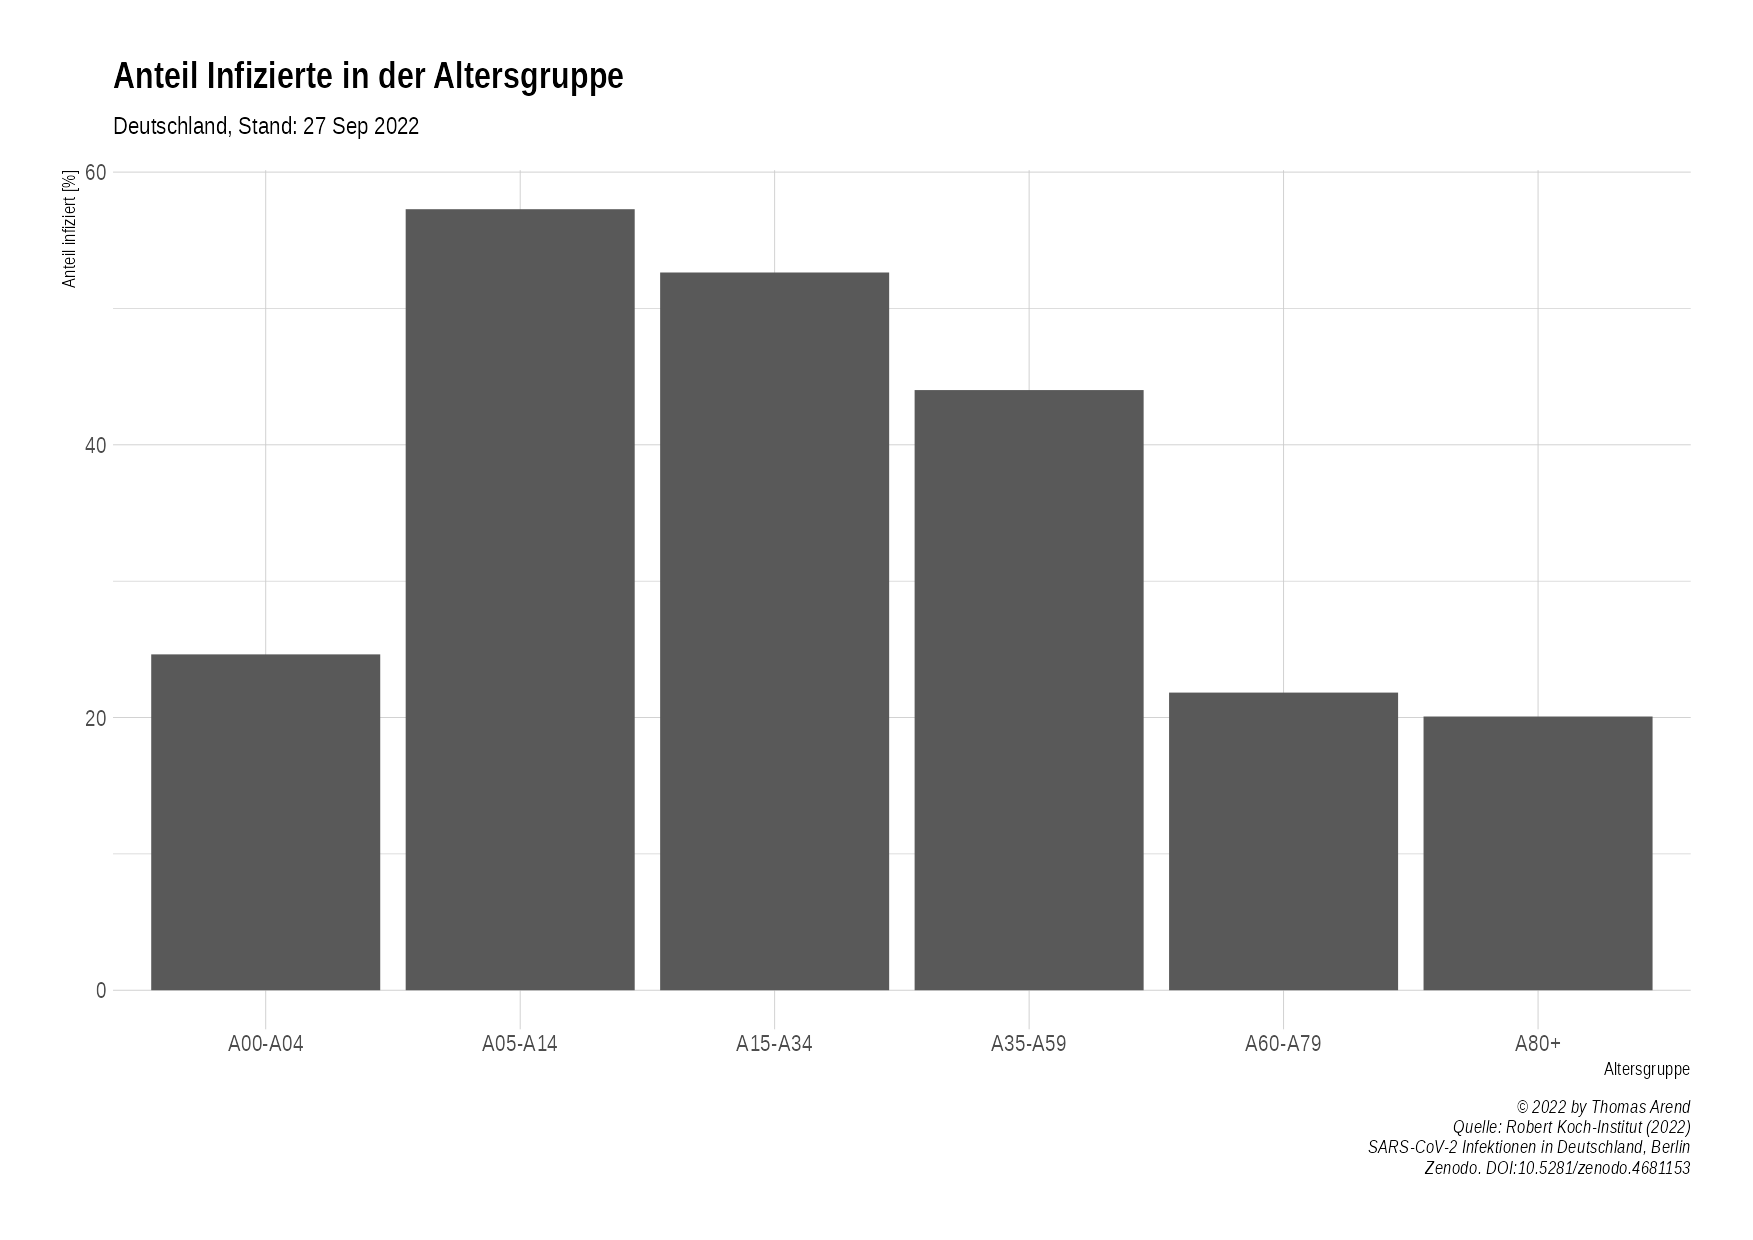 Anteil Infizierte in der Altersgruppe
Deutschland, Stand: 27 Sep 2022
Anteil infiziert [%]
60
40
20
0
A00-A04
A05-A14
A15-A34
A35-A59
A60-A79
A80+
Altersgruppe
© 2022 by Thomas Arend
Quelle: Robert Koch-Institut (2022)
SARS-CoV-2 Infektionen in Deutschland, Berlin
Zenodo. DOI:10.5281/zenodo.4681153